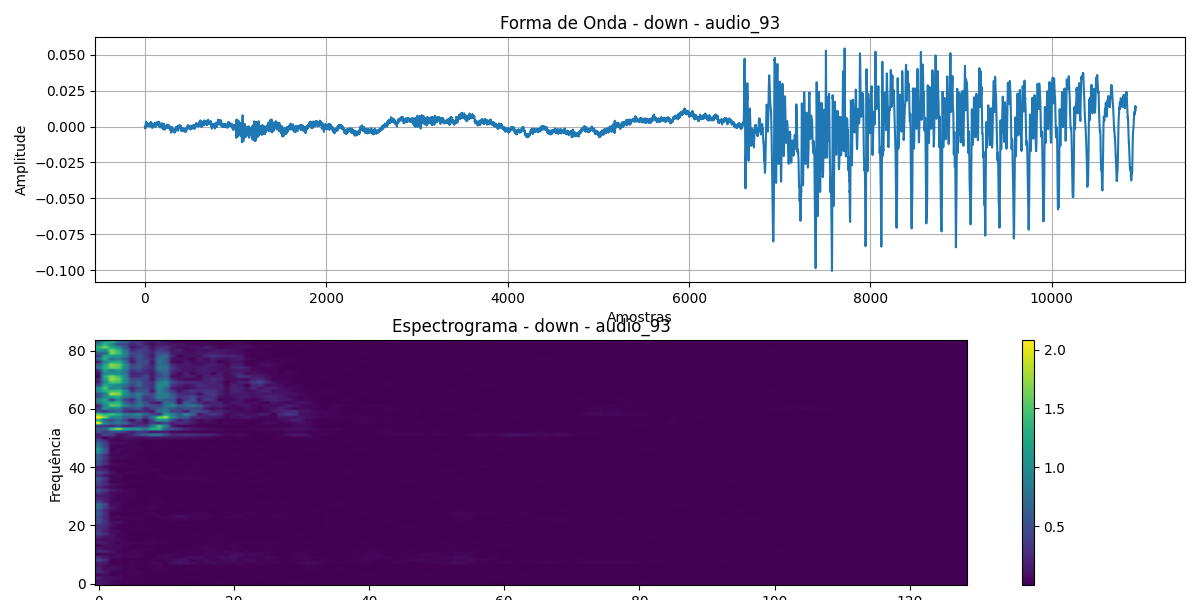 Forma de Onda - down - audio_93
0.050
0.025
0.000
−0.025
−0.050
−0.075
−0.100
Amplitude
0 2000 4000 6000 8000 10000
Amostras
Espectrograma - down - audio_93
80
60
40
20
0
Frequência
2.0
1.5
1.0
0.5
0 20 40 60 80 100 120